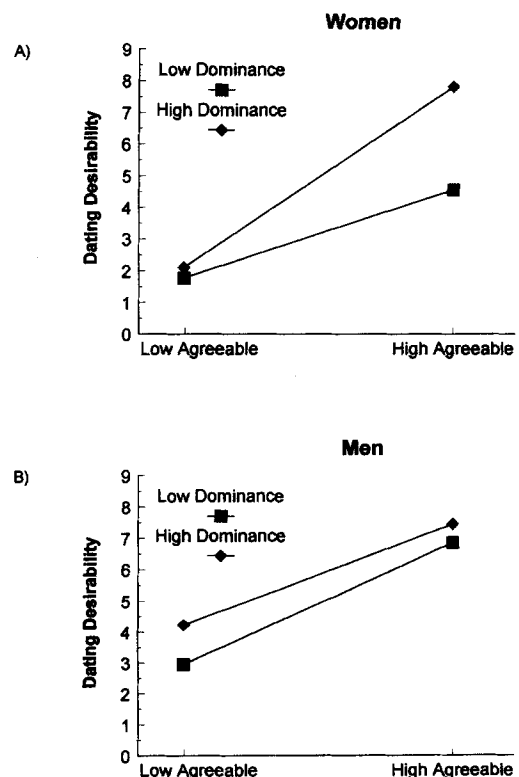 Women
A)
Dating Desirability
9
8
7
6
5
4
3
2
1
0
Low Dominance
High Dominance
Low Agreeable High Agreeable
Men
B)
Dating Desirability
9
8
7
6
5
4
3
2
1
0
Low Dominance
High Dominance
Low Agreeable High Agreeable